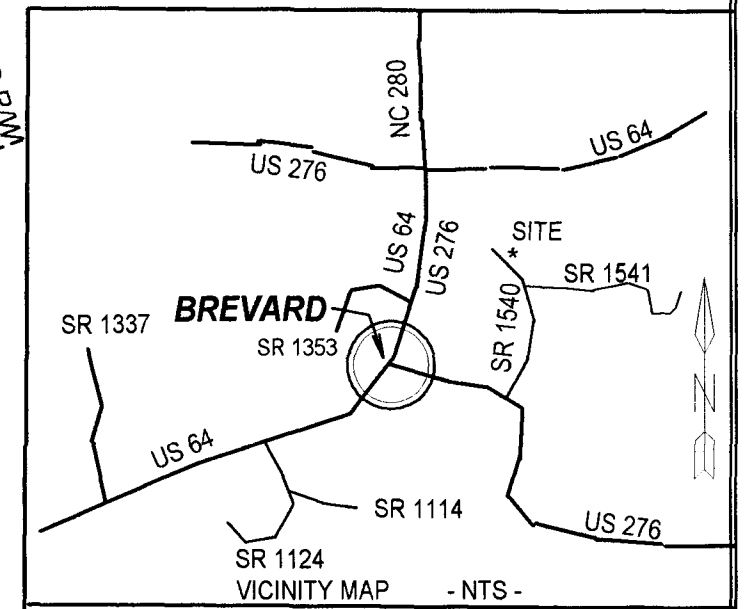 NC 280
US 64
US 276
US 64
US 276
SITE
*
SR 1541
SR 1540
BREVARD
SR 1337
SR 1353
US 64
SR 1114
US 276
SR 1124
VICINITY MAP - NTS -
N